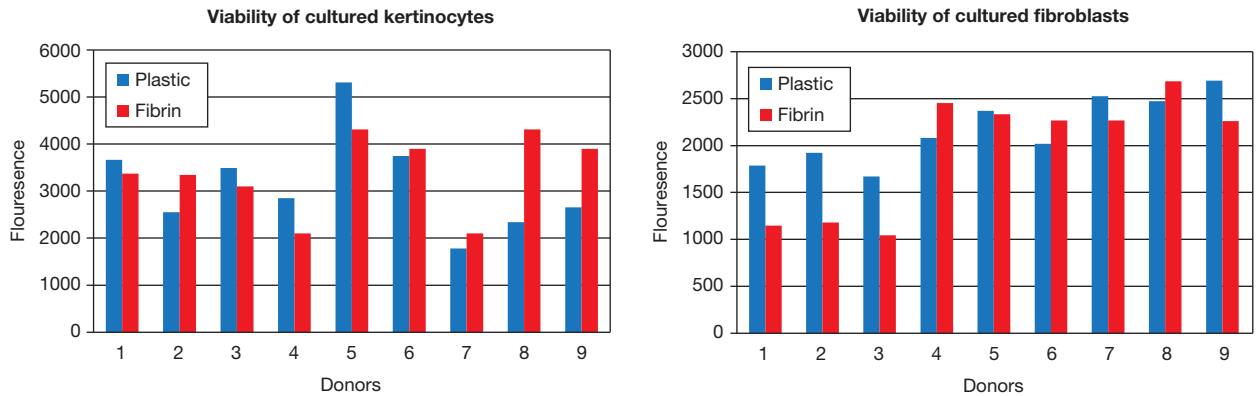 Viability of cultured kertinocytes
6000
5000
4000
3000
2000
1000
0
Flouresence
Plastic
Fibrin
1 2 3 4 5 6 7 8 9
Donors
Viability of cultured fibroblasts
3000
2500
2000
1500
1000
500
0
Flouresence
Plastic
Fibrin
1 2 3 4 5 6 7 8 9
Donors